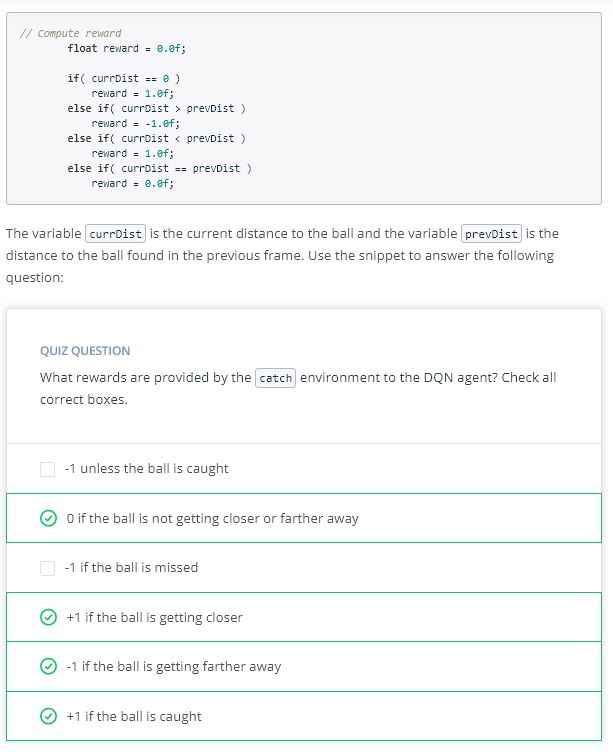 // Compute reward
float reward = 0.0f;
if( currDist == 0 )
reward = 1.0f;
else if( currDist > prevDist )
reward = -1.0f;
else if( currDist < prevDist )
reward = 1.0f;
else if( currDist == prevDist )
reward = 0.0f;
The variable currDist is the current distance to the ball and the variable prevDist is the
distance to the ball found in the previous frame. Use the snippet to answer the following
question:
QUIZ QUESTION
What rewards are provided by the catch environment to the DQN agent? Check all
correct boxes.
-1 unless the ball is caught
0 if the ball is not getting closer or farther away
-1 if the ball is missed
+1 if the ball is getting closer
-1 if the ball is getting farther away
+1 if the ball is caught